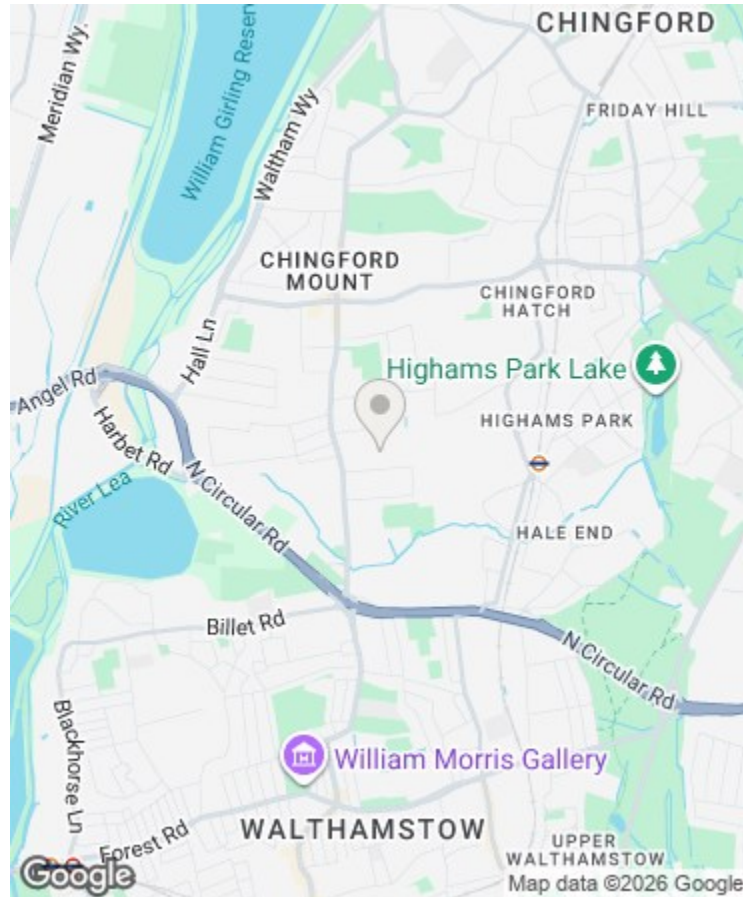 CHINGFORD
Meridian Wy.
William Girling Reser
Waltham Wy
FRIDAY HILL
CHINGFORD
MOUNT
CHINGFORD
HATCH
Hall Ln
Highams Park Lake
Angel Rd
Harbet Rd
HIGHAMS PARK
River Lea
N Circular Rd
HALE END
Billet Rd
N Circular Rd
Blackhorse Ln
William Morris Gallery
Forest Rd
WALTHAMSTOW
UPPER
WALTHAMSTOW
Google
Map data ©2026 Google